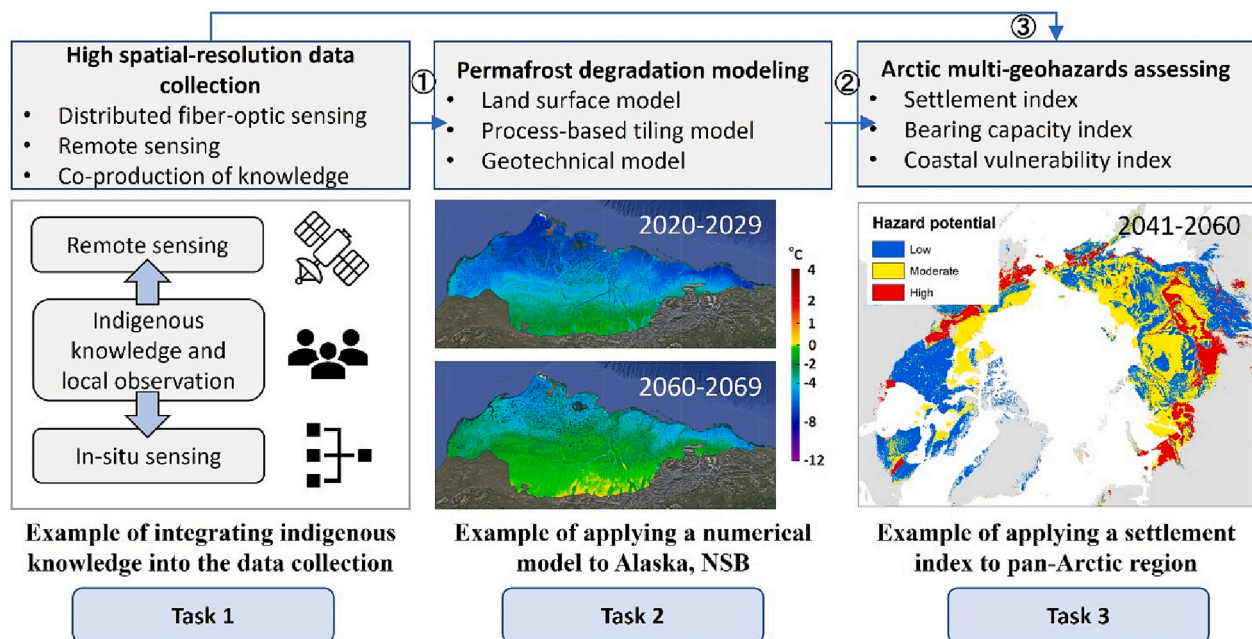 ③
High spatial-resolution data
collection
• Distributed fiber-optic sensing
• Remote sensing
• Co-production of knowledge
①
Permafrost degradation modeling
• Land surface model
• Process-based tiling model
• Geotechnical model
②
Arctic multi-geohazards assessing
• Settlement index
• Bearing capacity index
• Coastal vulnerability index
Remote sensing
Indigenous
knowledge and
local observation
In-situ sensing
2020-2029
2060-2069
°C
4
2
1
0
-2
-4
-8
-12
Hazard potential
Low
Moderate
High
2041-2060
Example of integrating indigenous
knowledge into the data collection
Example of applying a numerical
model to Alaska, NSB
Example of applying a settlement
index to pan-Arctic region
Task 1
Task 2
Task 3